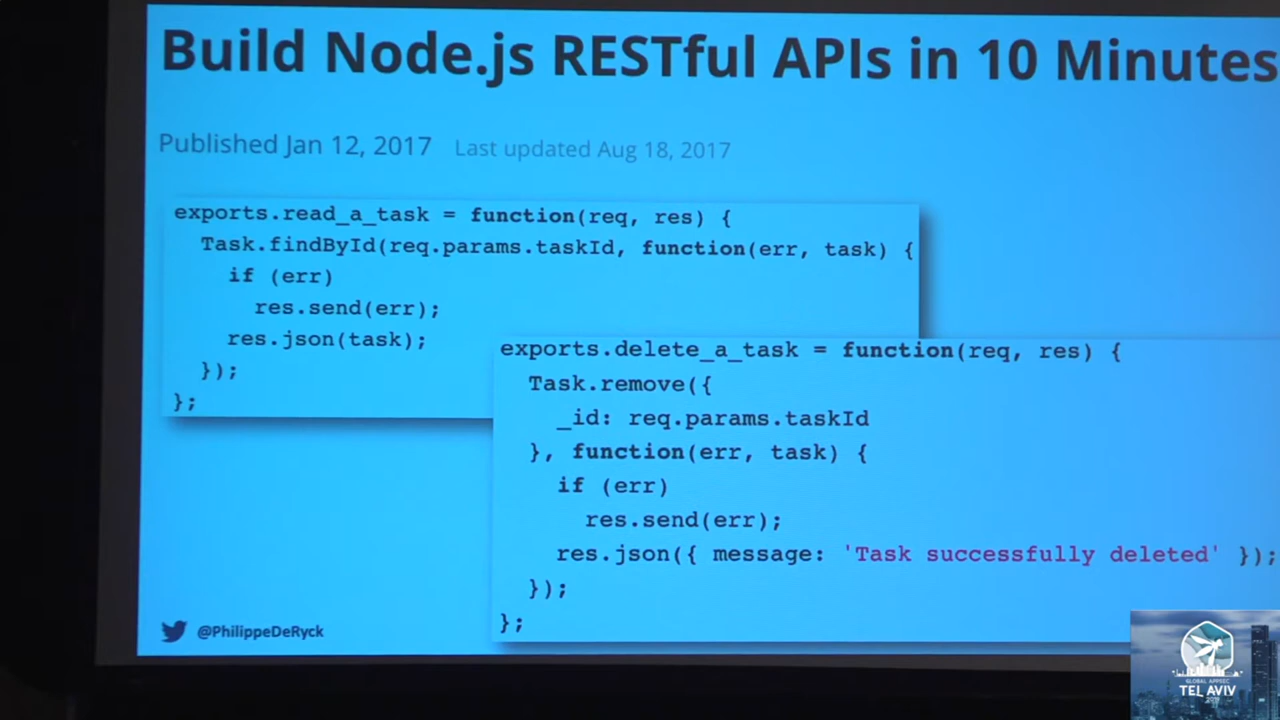 Build Node.js RESTful APIs in 10 Minutes
Published Jan 12, 2017 Last updated Aug 18, 2017
exports.read_a_task = function(req, res) {
  Task.findById(req.params.taskId, function(err, task) {
    if (err)
      res.send(err);
    res.json(task);
  });
};
exports.delete_a_task = function(req, res) {
  Task.remove({
    _id: req.params.taskId
  }, function(err, task) {
    if (err)
      res.send(err);
    res.json({ message: 'Task successfully deleted' });
  });
};
@PhilippeDeRyck
GLOBAL APPSEC
TEL AVIV
2019